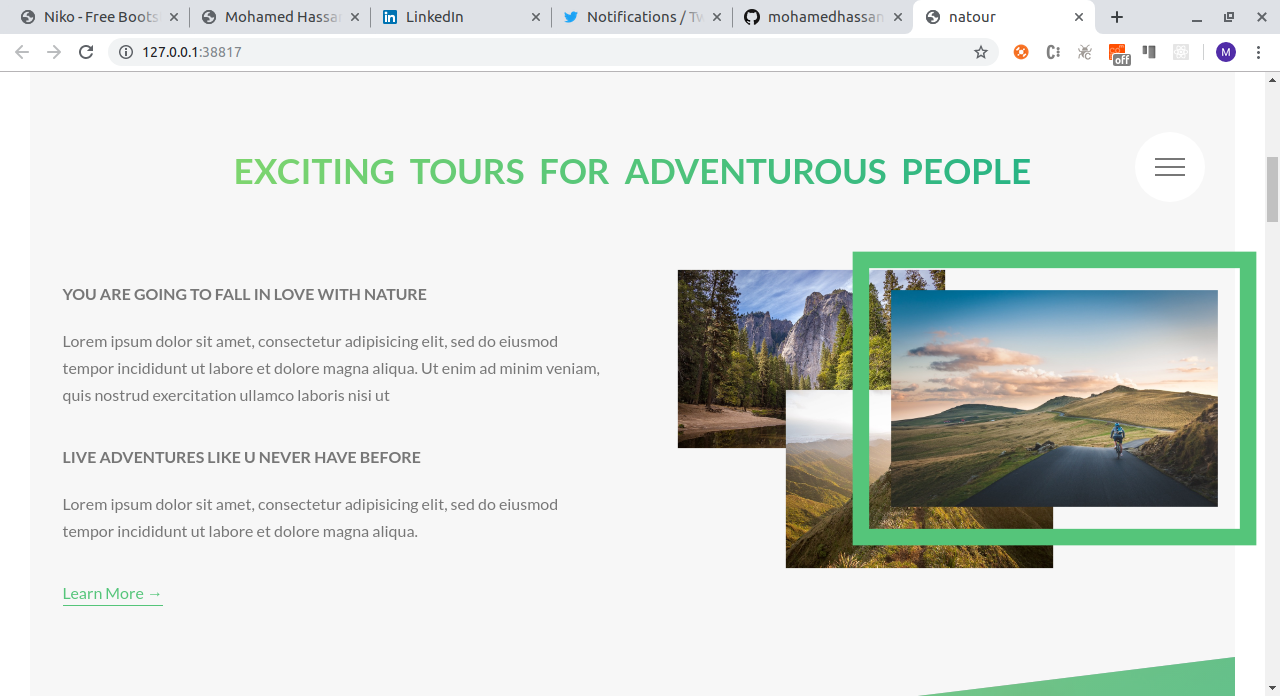 Niko - Free Boots
Mohamed Hassan
LinkedIn
Notifications / Tw
mohamedhassan
natour
127.0.0.1:38817
off
M
EXCITING TOURS FOR ADVENTUROUS PEOPLE
YOU ARE GOING TO FALL IN LOVE WITH NATURE
Lorem ipsum dolor sit amet, consectetur adipisicing elit, sed do eiusmod
tempor incididunt ut labore et dolore magna aliqua. Ut enim ad minim veniam,
quis nostrud exercitation ullamco laboris nisi ut
LIVE ADVENTURES LIKE U NEVER HAVE BEFORE
Lorem ipsum dolor sit amet, consectetur adipisicing elit, sed do eiusmod
tempor incididunt ut labore et dolore magna aliqua.
Learn More →